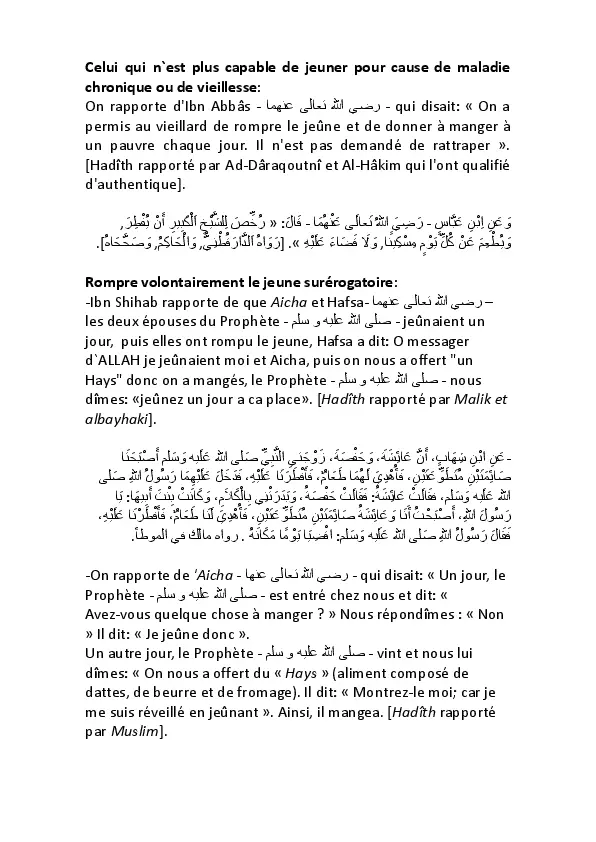 Celui qui n`est plus capable de jeuner pour cause de maladie
chronique ou de vieillesse:
On rapporte d'Ibn Abbâs - رضي الله تعالى عنهما - qui disait: « On a
permis au vieillard de rompre le jeûne et de donner à manger à
un pauvre chaque jour. Il n'est pas demandé de rattraper ».
[Hadîth rapporté par Ad-Dâraqoutnî et Al-Hâkim qui l'ont qualifié
d'authentique].
وَعَنِ اِبْنِ عَبَّاسٍ - رَضِيَ اللهُ تَعَالَى عَنْهُمَا - قَالَ: « رُخِّصَ لِلشَّيْخِ اَلْكَبِيرِ أَنْ يُفْطِرَ,
وَيُطْعِمَ عَنْ كُلِّ يَوْمٍ مِسْكِينًا, وَلَا قَضَاءَ عَلَيْهِ ». [رَوَاهُ اَلدَّارَقُطْنِيُّ, وَالْحَاكِمُ, وَصَحَّحَاهُ].
Rompre volontairement le jeune surérogatoire:
-Ibn Shihab rapporte de que Aicha et Hafsa- رضي الله تعالى عنهما –
les deux épouses du Prophète - صلى الله عليه و سلم - jeûnaient un
jour, puis elles ont rompu le jeune, Hafsa a dit: O messager
d`ALLAH je jeûnaient moi et Aicha, puis on nous a offert "un
Hays" donc on a mangés, le Prophète - صلى الله عليه و سلم - nous
dîmes: «jeûnez un jour a ca place». [Hadîth rapporté par Malik et
albayhaki].
-عَنِ ابْنِ شِهَابٍ، أَنَّ عَائِشَةَ، وَحَفْصَةَ، زَوْجَتَيِ النَّبِيِّ صَلى الله عَلَيه وَسَلم أَصْبَحَتَا
صَائِمَتَيْنِ مُتَطَوِّعَتَيْنِ، فَأُهْدِيَ لَهُمَا طَعَامٌ، فَأَفْطَرَتَا عَلَيْهِ، فَدَخَلَ عَلَيْهِمَا رَسُولُ اللهِ صَلى
الله عَلَيه وَسَلم، فقَالَتْ عَائِشَةُ: فَقَالَتْ حَفْصَةُ، وَبَدَرَتْنِي بِالْكَلاَمِ، وَكَانَتْ بِنْتَ أَبِيهَا: يَا
رَسُولَ اللهِ، أَصْبَحْتُ أَنَا وَعَائِشَةُ صَائِمَتَيْنِ مُتَطَوِّعَتَيْنِ، فَأُهْدِيَ لَنَا طَعَامٌ، فَأَفْطَرْنَا عَلَيْهِ،
فَقَالَ رَسُولُ اللهِ صَلى الله عَلَيه وَسَلم: اقْضِيَا يَوْمًا مَكَانَهُ . رواه مالك في الموطأ.
-On rapporte de 'Aicha - رضي الله تعالى عنها - qui disait: « Un jour, le
Prophète - صلى الله عليه و سلم - est entré chez nous et dit: «
Avez-vous quelque chose à manger ? » Nous répondîmes : « Non
» Il dit: « Je jeûne donc ».
Un autre jour, le Prophète - صلى الله عليه و سلم - vint et nous lui
dîmes: « On nous a offert du « Hays » (aliment composé de
dattes, de beurre et de fromage). Il dit: « Montrez-le moi; car je
me suis réveillé en jeûnant ». Ainsi, il mangea. [Hadîth rapporté
par Muslim].